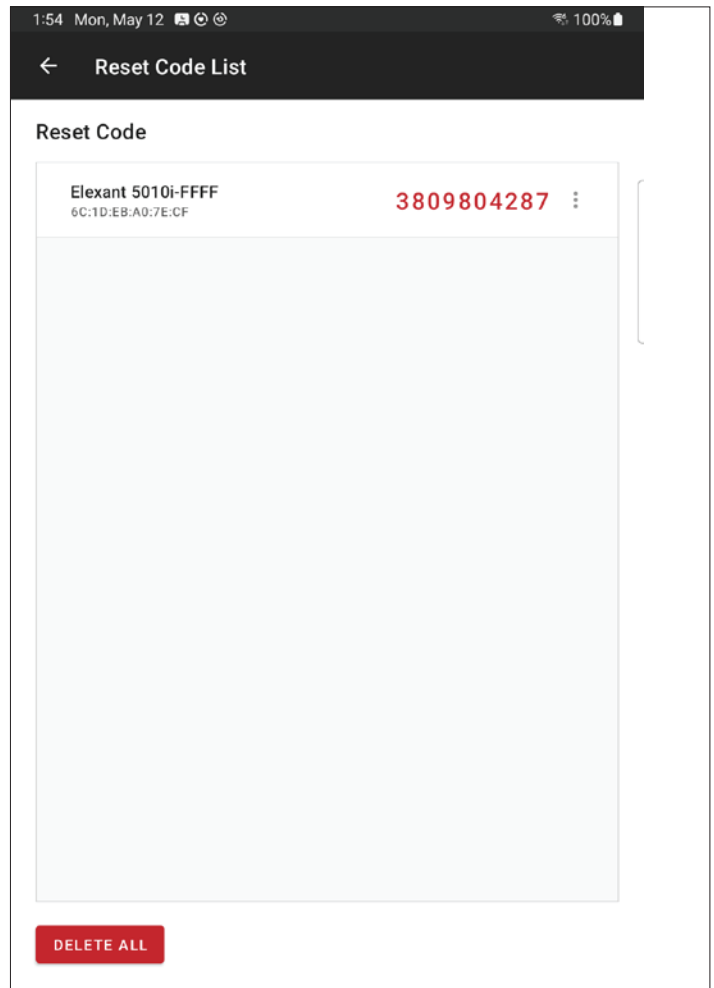 1:54 Mon, May 12 100%
Reset Code List
Reset Code
Elexant 5010i-FFFF
3809804287
6C:1D:EB:A0:7E:CF
DELETE ALL